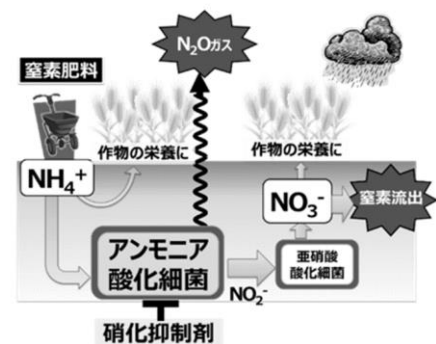 N₂Oガス
窒素肥料
作物の栄養に
作物の栄養に
NH₄⁺
NO₃⁻
窒素流出
アンモニア
酸化細菌
NO₂⁻
亜硝酸
酸化細菌
硝化抑制剤